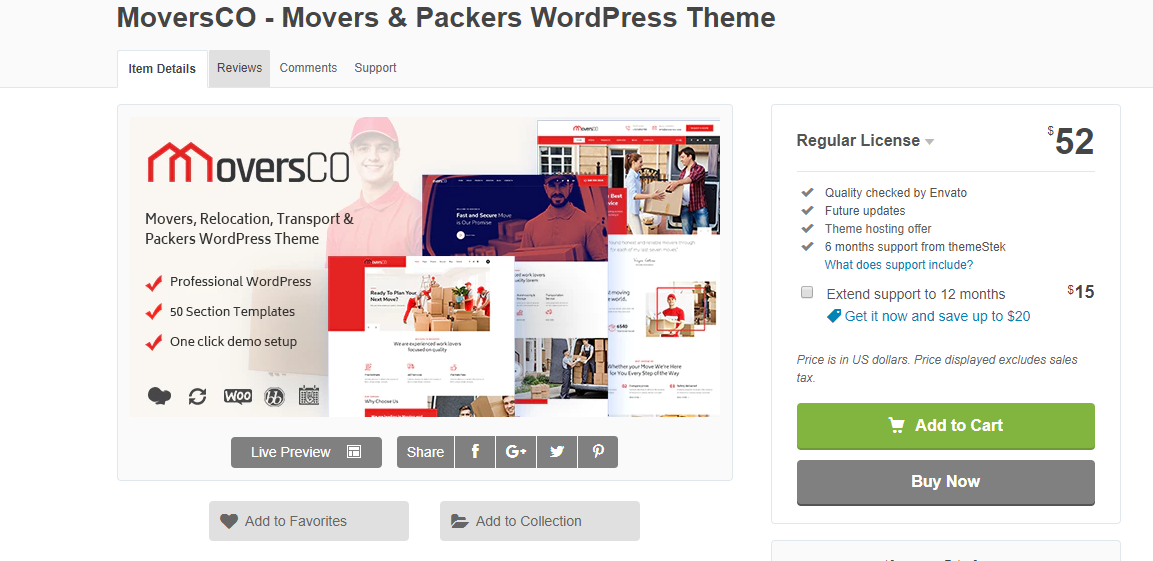 MoversCO - Movers & Packers WordPress Theme
Item Details
Reviews
Comments
Support
MoversCO
Movers, Relocation, Transport &
Packers WordPress Theme
Professional WordPress
50 Section Templates
One click demo setup
WOO
MoversCO
Fast and Secure Move
is Our Promise
Ready To Plan Your
Next Move?
We are experienced work lovers
focused on quality
Why Choose Us
6540
Whether your Move We're Here
for You Every Step of the Way
Live Preview
Share
f
G+
Add to Favorites
Add to Collection
Regular License
$52
Quality checked by Envato
Future updates
Theme hosting offer
6 months support from themeStek
What does support include?
Extend support to 12 months
$15
Get it now and save up to $20
Price is in US dollars. Price displayed excludes sales
tax.
Add to Cart
Buy Now